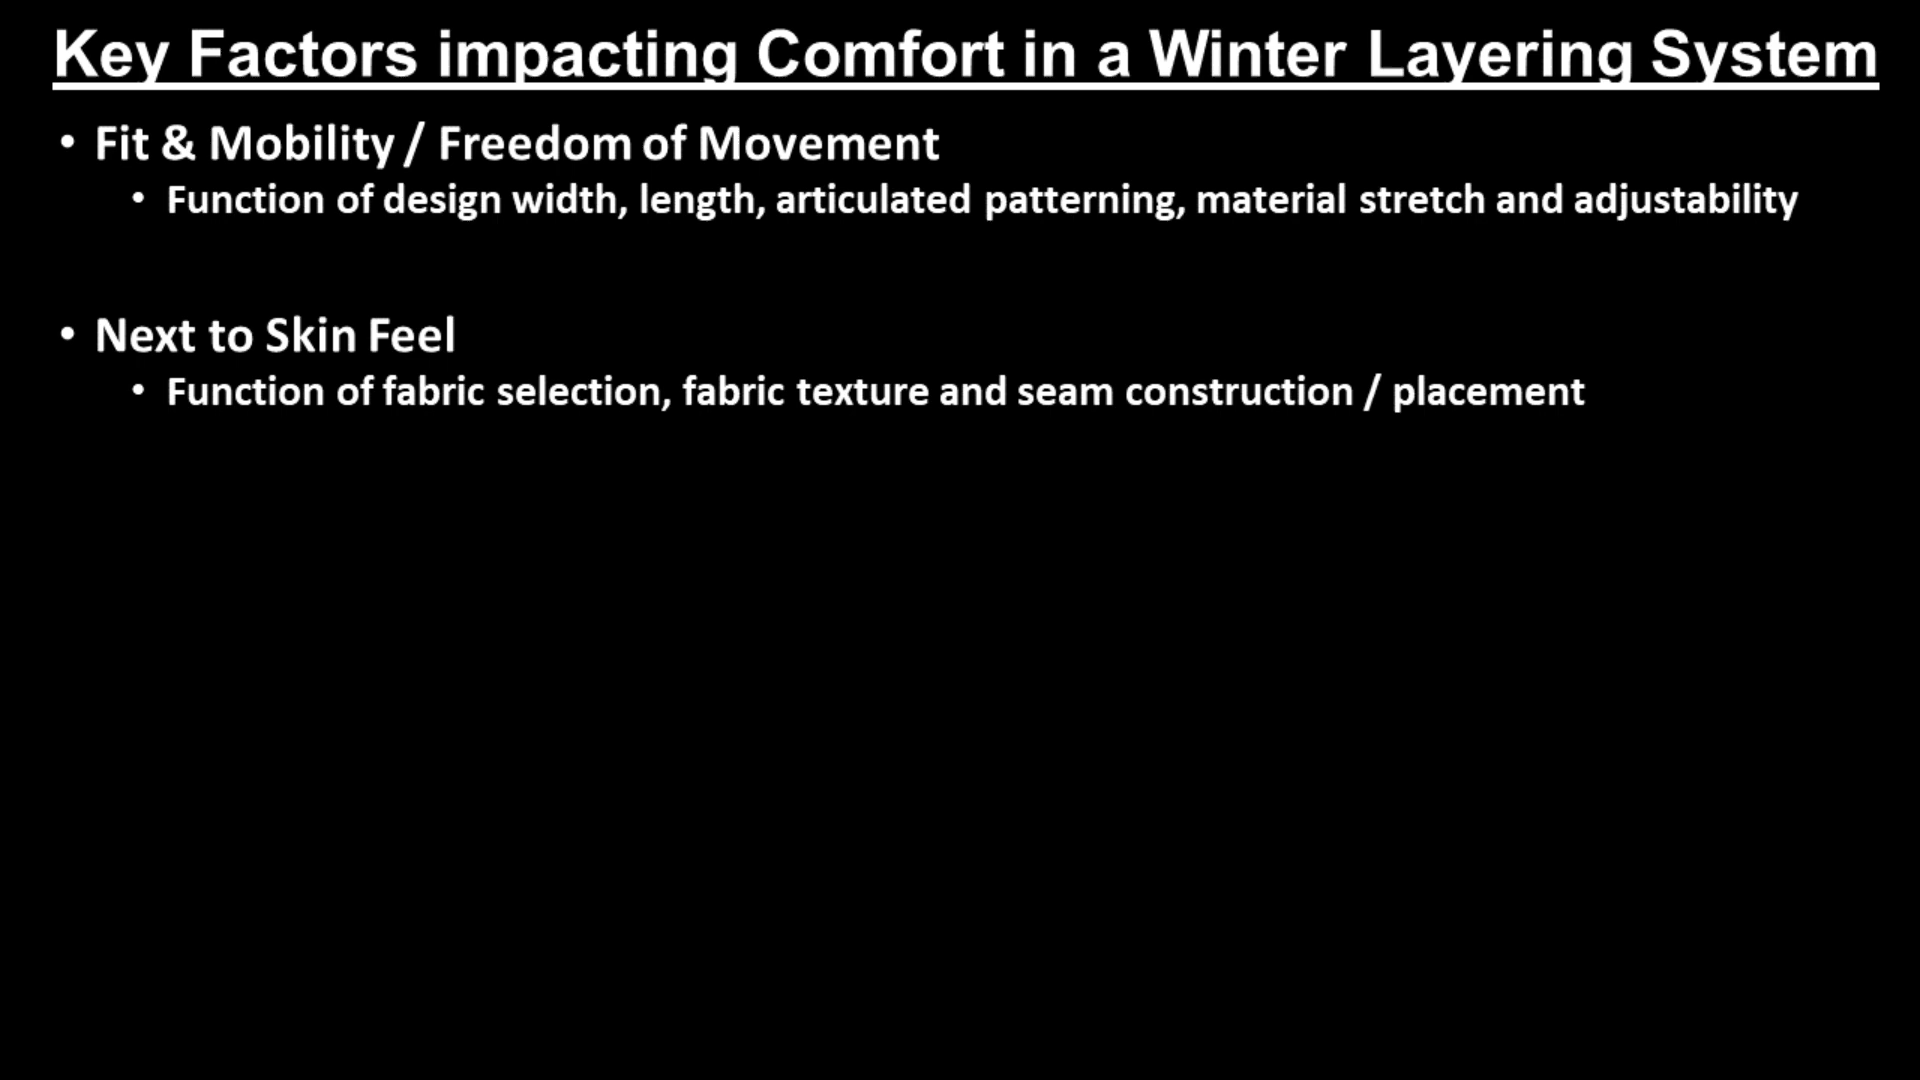 Key Factors impacting Comfort in a Winter Layering System
• Fit & Mobility / Freedom of Movement
• Function of design width, length, articulated patterning, material stretch and adjustability
• Next to Skin Feel
• Function of fabric selection, fabric texture and seam construction / placement